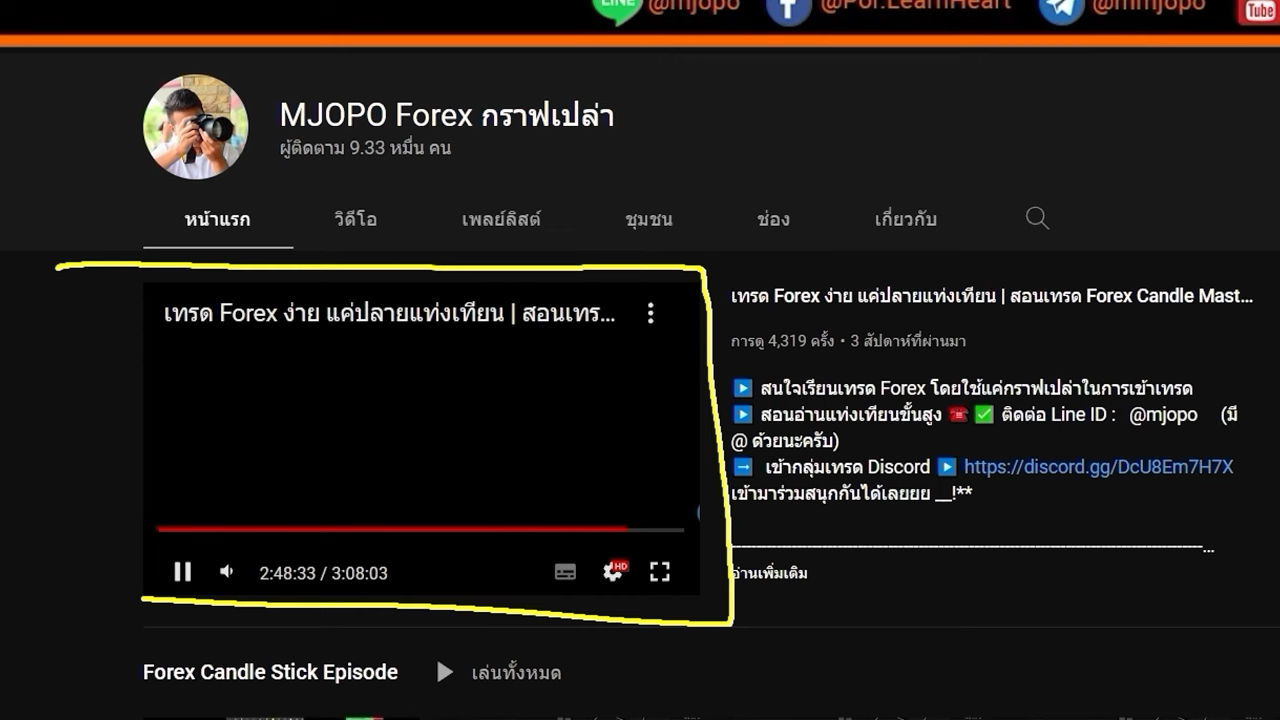 LINE @mjopo @Por.LearnHeart @mmjopo Tube
MJOPO Forex กราฟเปล่า
ผู้ติดตาม 9.33 หมื่น คน
หน้าแรก วิดีโอ เพลย์ลิสต์ ชุมชน ช่อง เกี่ยวกับ
เทรด Forex ง่าย แค่ปลายแท่งเทียน | สอนเทร...
2:48:33 / 3:08:03 HD
เทรด Forex ง่าย แค่ปลายแท่งเทียน | สอนเทรด Forex Candle Mast...
การดู 4,319 ครั้ง • 3 สัปดาห์ที่ผ่านมา
▶️ สนใจเรียนเทรด Forex โดยใช้แค่กราฟเปล่าในการเข้าเทรด
▶️ สอนอ่านแท่งเทียนขั้นสูง ☎️ ✅ ติดต่อ Line ID : @mjopo (มี
@ ด้วยนะครับ)
➡️ เข้ากลุ่มเทรด Discord ▶️ https://discord.gg/DcU8Em7H7X
เข้ามาร่วมสนุกกันได้เลยยย __!**
อ่านเพิ่มเติม
Forex Candle Stick Episode เล่นทั้งหมด